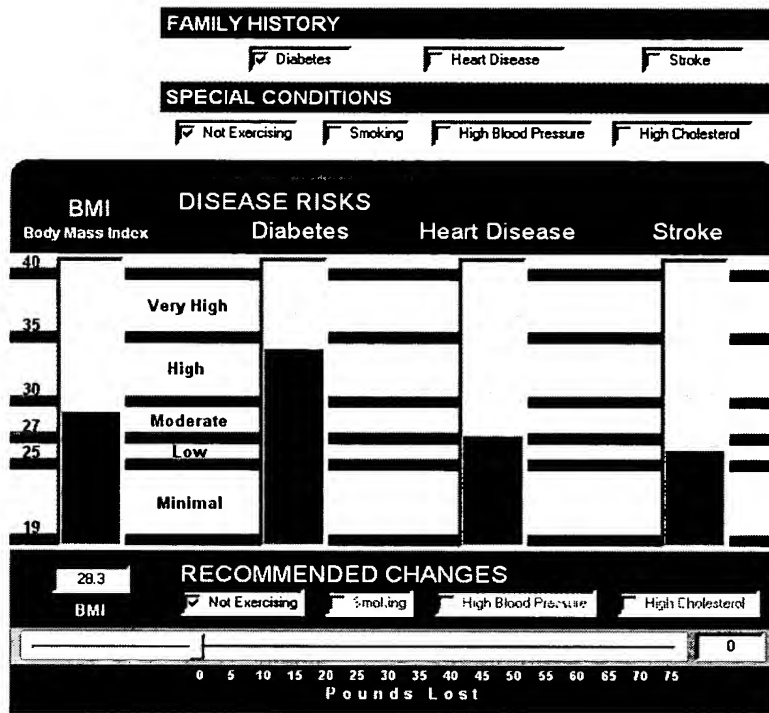 FAMILY HISTORY
Diabetes Heart Disease Stroke
SPECIAL CONDITIONS
Not Exercising Smoking High Blood Pressure High Cholesterol
BMI DISEASE RISKS
Body Mass Index Diabetes Heart Disease Stroke
40
Very High
35
High
30
Moderate
27
Low
25
Minimal
19
28.3 RECOMMENDED CHANGES
BMI Not Exercising Smoking High Blood Pressure High Cholesterol
0
0 5 10 15 20 25 30 35 40 45 50 55 60 65 70 75
Pounds Lost